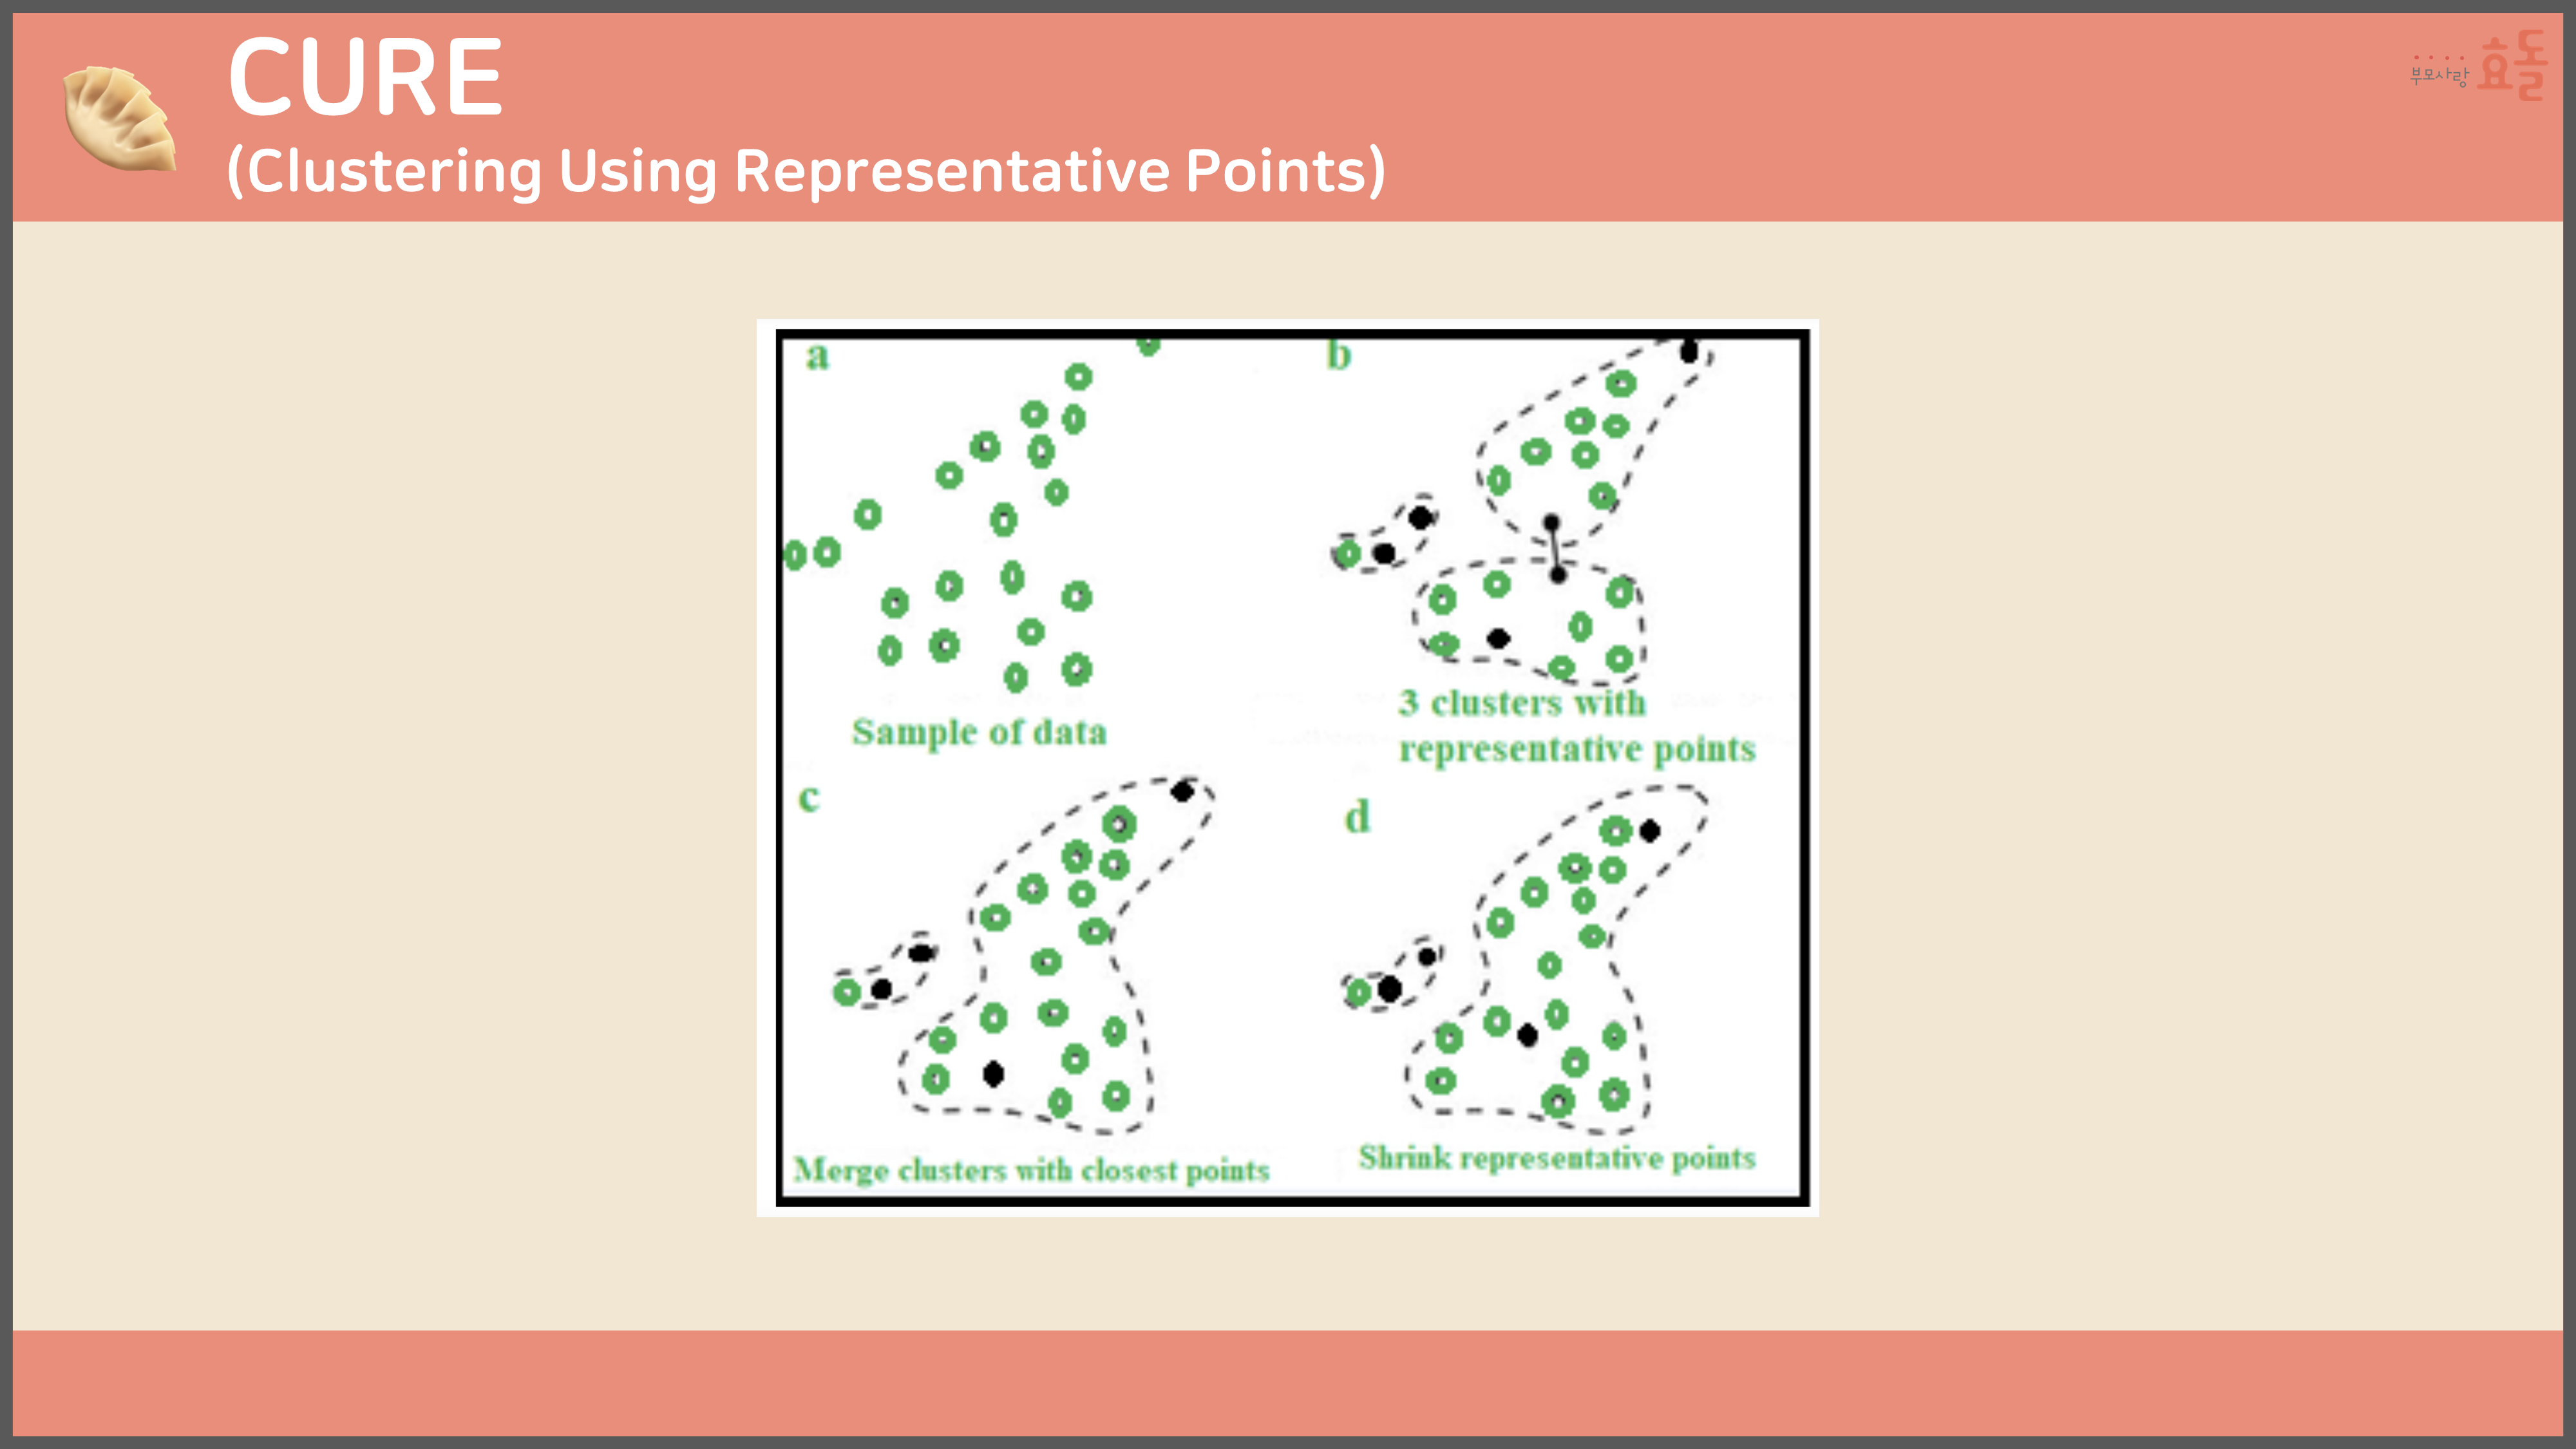 CURE
(Clustering Using Representative Points)
부모사랑 효돌
a
b
Sample of data
3 clusters with
representative points
c
d
Merge clusters with closest points
Shrink representative points